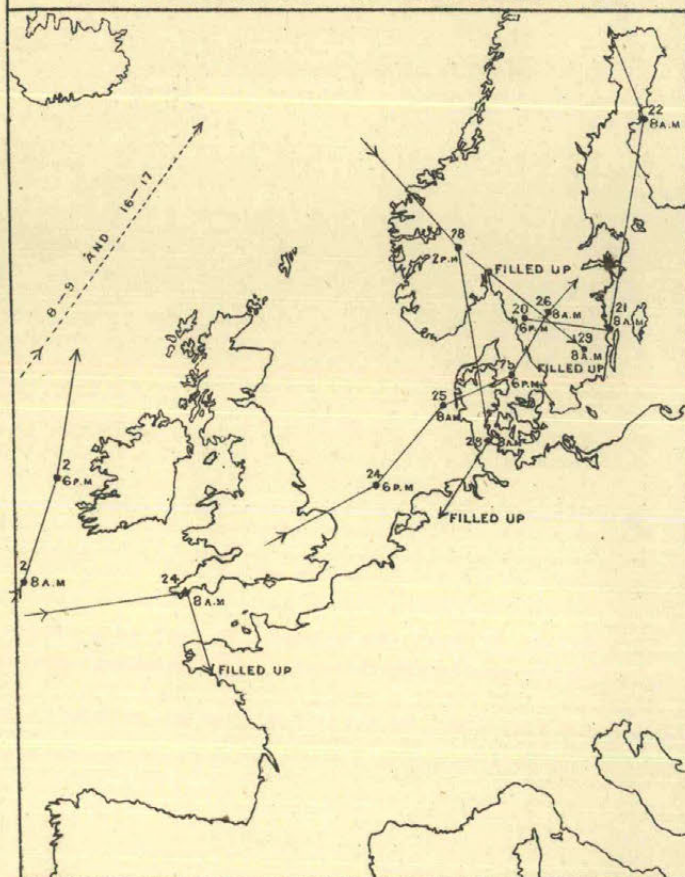 22
8 A.M
8–9 AND 16–17
28
2 P.M
FILLED UP
26
8 A.M
20
6 P.M
21
8 A.M
29
8 A.M
FILLED UP
6 P.M
25
8 A.M
28
8 A.M
24
6 P.M
FILLED UP
2
6 P.M
2
8 A.M
24
8 A.M
FILLED UP